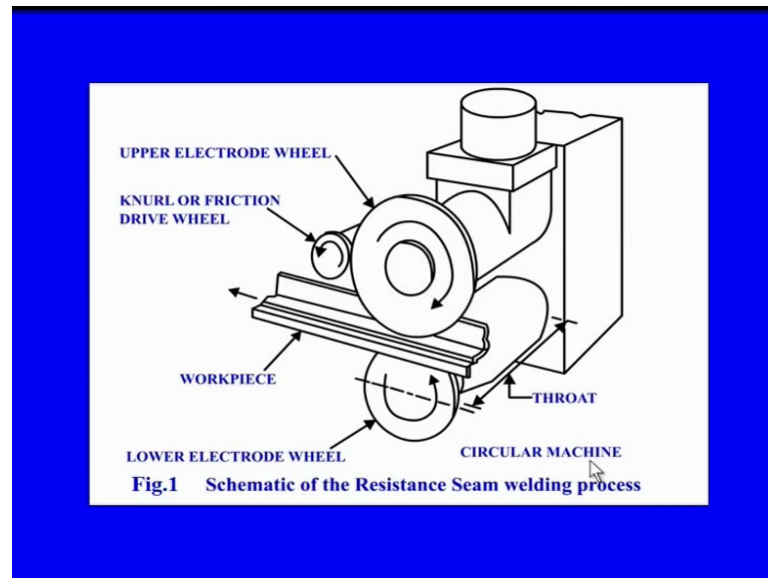 UPPER ELECTRODE WHEEL
KNURL OR FRICTION
DRIVE WHEEL
WORKPIECE
THROAT
LOWER ELECTRODE WHEEL
CIRCULAR MACHINE
Fig.1 Schematic of the Resistance Seam welding process